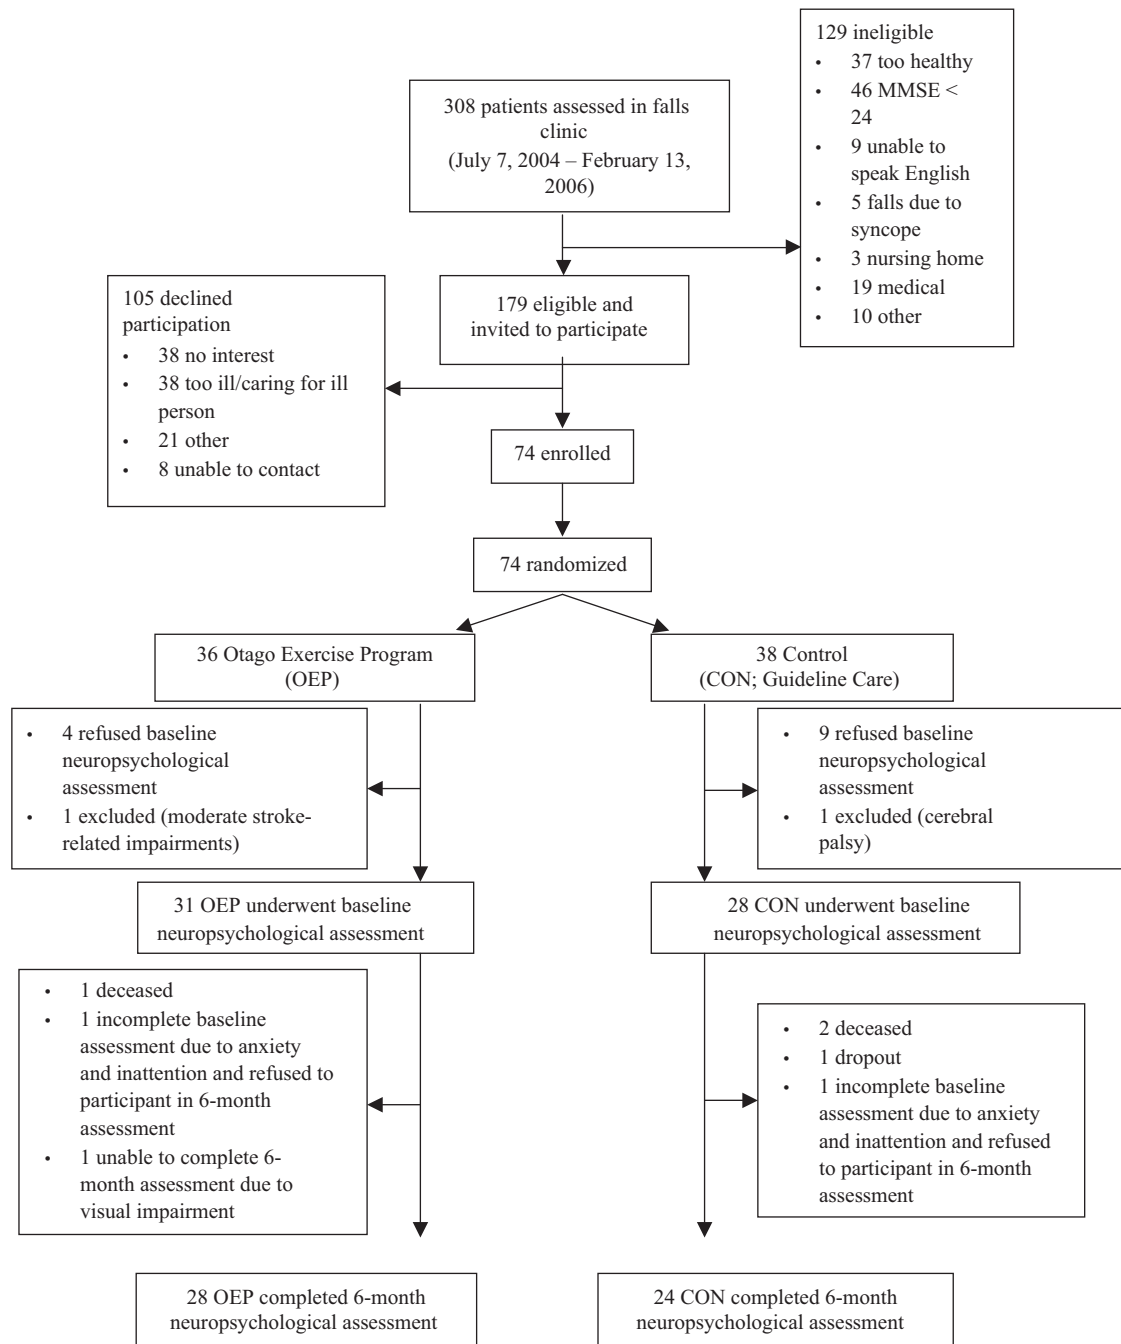 308 patients assessed in falls
clinic
(July 7, 2004 – February 13,
2006)
129 ineligible
• 37 too healthy
• 46 MMSE <
24
• 9 unable to
speak English
• 5 falls due to
syncope
• 3 nursing home
• 19 medical
• 10 other
179 eligible and
invited to participate
105 declined
participation
• 38 no interest
• 38 too ill/caring for ill
person
• 21 other
• 8 unable to contact
74 enrolled
74 randomized
36 Otago Exercise Program
(OEP)
38 Control
(CON; Guideline Care)
• 4 refused baseline
neuropsychological
assessment
• 1 excluded (moderate stroke-
related impairments)
• 9 refused baseline
neuropsychological
assessment
• 1 excluded (cerebral
palsy)
31 OEP underwent baseline
neuropsychological assessment
28 CON underwent baseline
neuropsychological assessment
• 1 deceased
• 1 incomplete baseline
assessment due to anxiety
and inattention and refused to
participant in 6-month
assessment
• 1 unable to complete 6-
month assessment due to
visual impairment
• 2 deceased
• 1 dropout
• 1 incomplete baseline
assessment due to anxiety
and inattention and refused
to participant in 6-month
assessment
28 OEP completed 6-month
neuropsychological assessment
24 CON completed 6-month
neuropsychological assessment